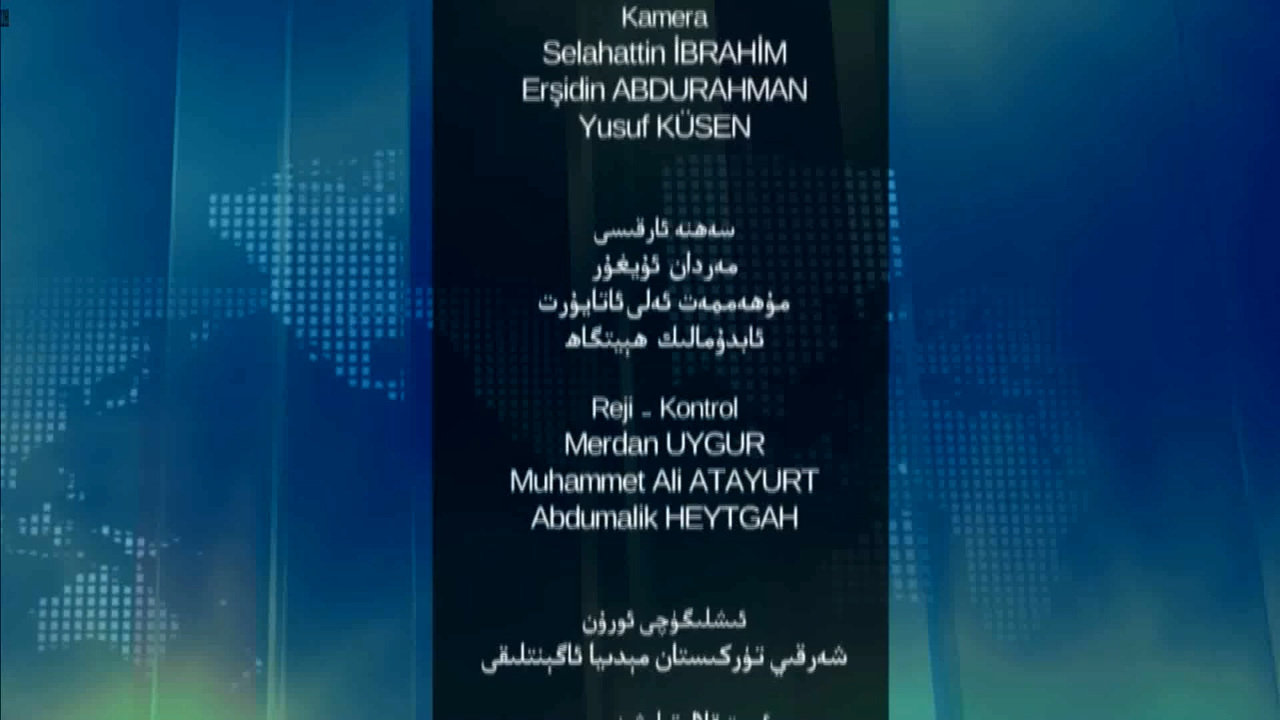 Kamera
Selahattin İBRAHİM
Erşidin ABDURAHMAN
Yusuf KÜSEN
سەھنە ئارقىسى
مەردان ئۇيغۇر
مۇھەممەت ئەلى ئاتايۇرت
ئابدۇمالىك ھېيتگاھ
Reji - Kontrol
Merdan UYGUR
Muhammet Ali ATAYURT
Abdumalik HEYTGAH
ئىشلىگۈچى ئورۇن
شەرقىي تۈركىستان مېدىيا ئاگېنتلىقى